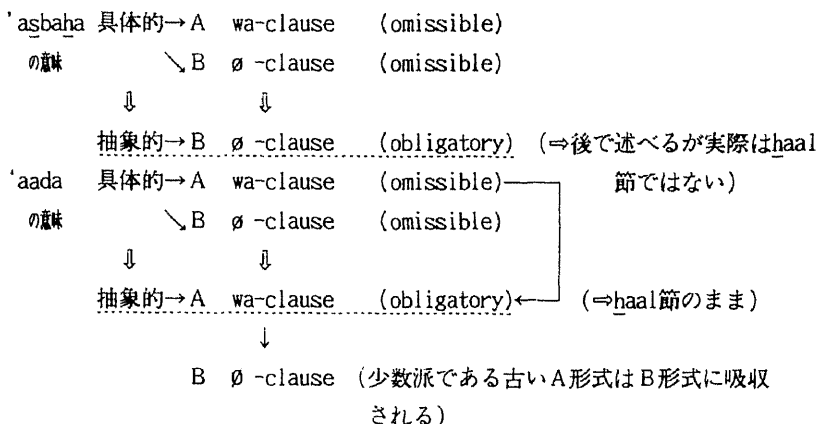 'asbaha 具体的→A wa-clause (omissible)
の意味 ↘B ø -clause (omissible)
⇓ ⇓
抽象的→B ø -clause (obligatory) (⇒後で述べるが実際はhaal
'aada 具体的→A wa-clause (omissible) 節ではない)
の意味 ↘B ø -clause (omissible)
⇓ ⇓
抽象的→A wa-clause (obligatory)← (⇒haal節のまま)
↓
B ø -clause (少数派である古いA形式はB形式に吸収
される)